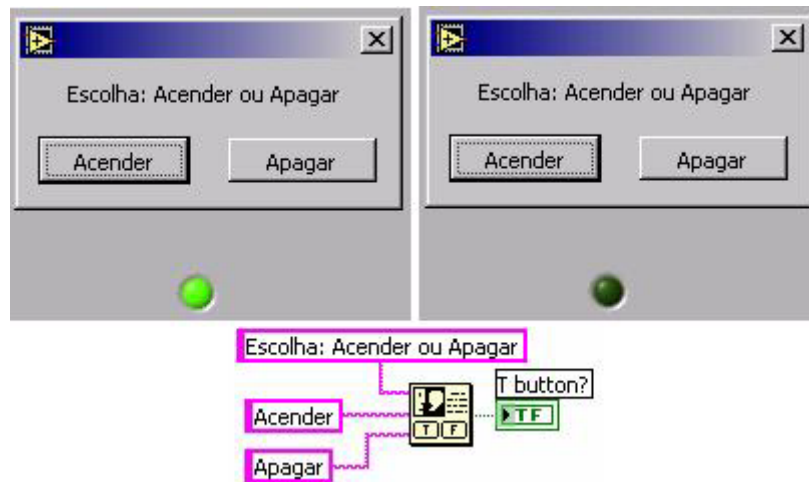 Escolha: Acender ou Apagar
Acender Apagar
Escolha: Acender ou Apagar
Acender Apagar
Escolha: Acender ou Apagar
T button?
Acender
T F
TF
Apagar